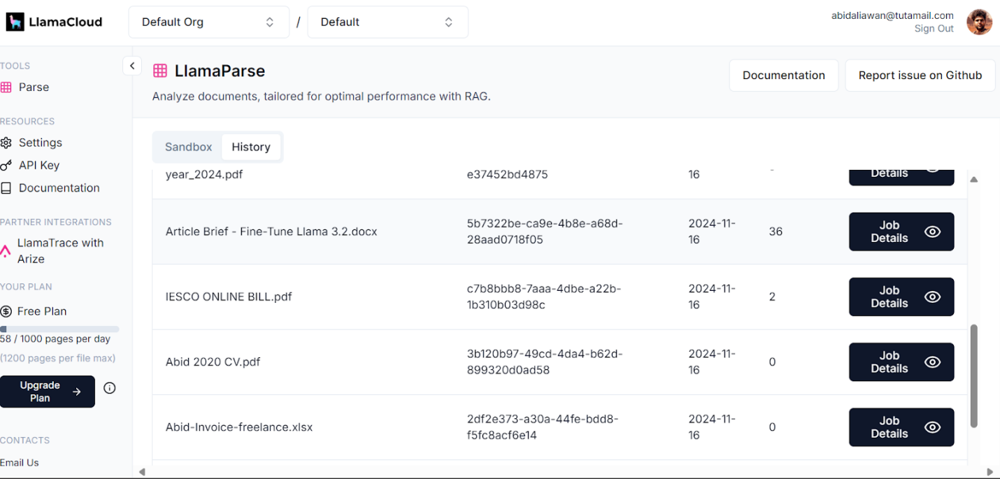 LlamaCloud
Default Org
/
Default
abidaliawan@tutamail.com
Sign Out
TOOLS
Parse
RESOURCES
Settings
API Key
Documentation
PARTNER INTEGRATIONS
LlamaTrace with
Arize
YOUR PLAN
Free Plan
58 / 1000 pages per day
(1200 pages per file max)
Upgrade
Plan
CONTACTS
Email Us
LlamaParse
Analyze documents, tailored for optimal performance with RAG.
Documentation
Report issue on Github
Sandbox
History
year_2024.pdf
e37452bd4875
16
Details
Article Brief - Fine-Tune Llama 3.2.docx
5b7322be-ca9e-4b8e-a68d-
28aad0718f05
2024-11-
16
36
Job
Details
IESCO ONLINE BILL.pdf
c7b8bbb8-7aaa-4dbe-a22b-
1b310b03d98c
2024-11-
16
2
Job
Details
Abid 2020 CV.pdf
3b120b97-49cd-4da4-b62d-
899320d0ad58
2024-11-
16
0
Job
Details
Abid-Invoice-freelance.xlsx
2df2e373-a30a-44fe-bdd8-
f5fc8acf6e14
2024-11-
16
0
Job
Details